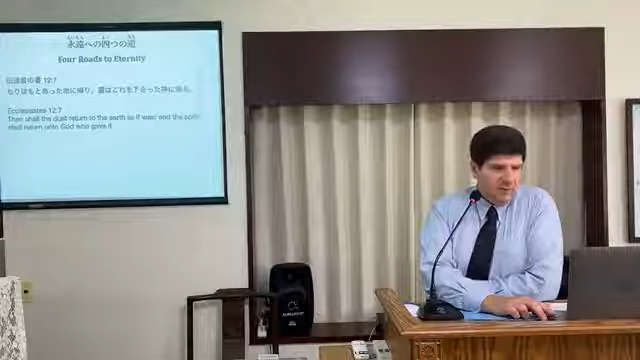 永遠への四つの道
Four Roads to Eternity
伝道者の書 12:7
ちりはもとあった地に帰り、霊はこれを下さった神に帰る。
Ecclesiastes 12:7
Then shall the dust return to the earth as it was: and the spirit
shall return unto God who gave it